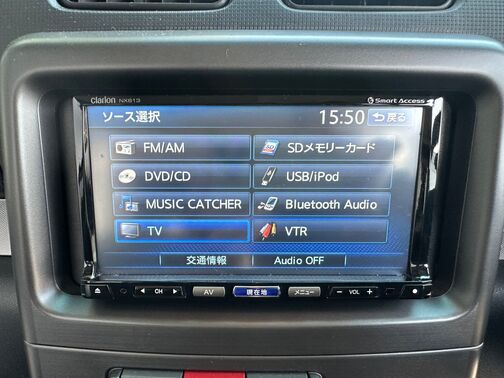 clarion NX613
Smart Access
ソース選択
15:50
戻る
FM/AM
SDメモリーカード
DVD/CD
USB/iPod
MUSIC CATCHER
Bluetooth Audio
TV
VTR
交通情報
Audio OFF
CH
AV
現在地
メニュー
− VOL +